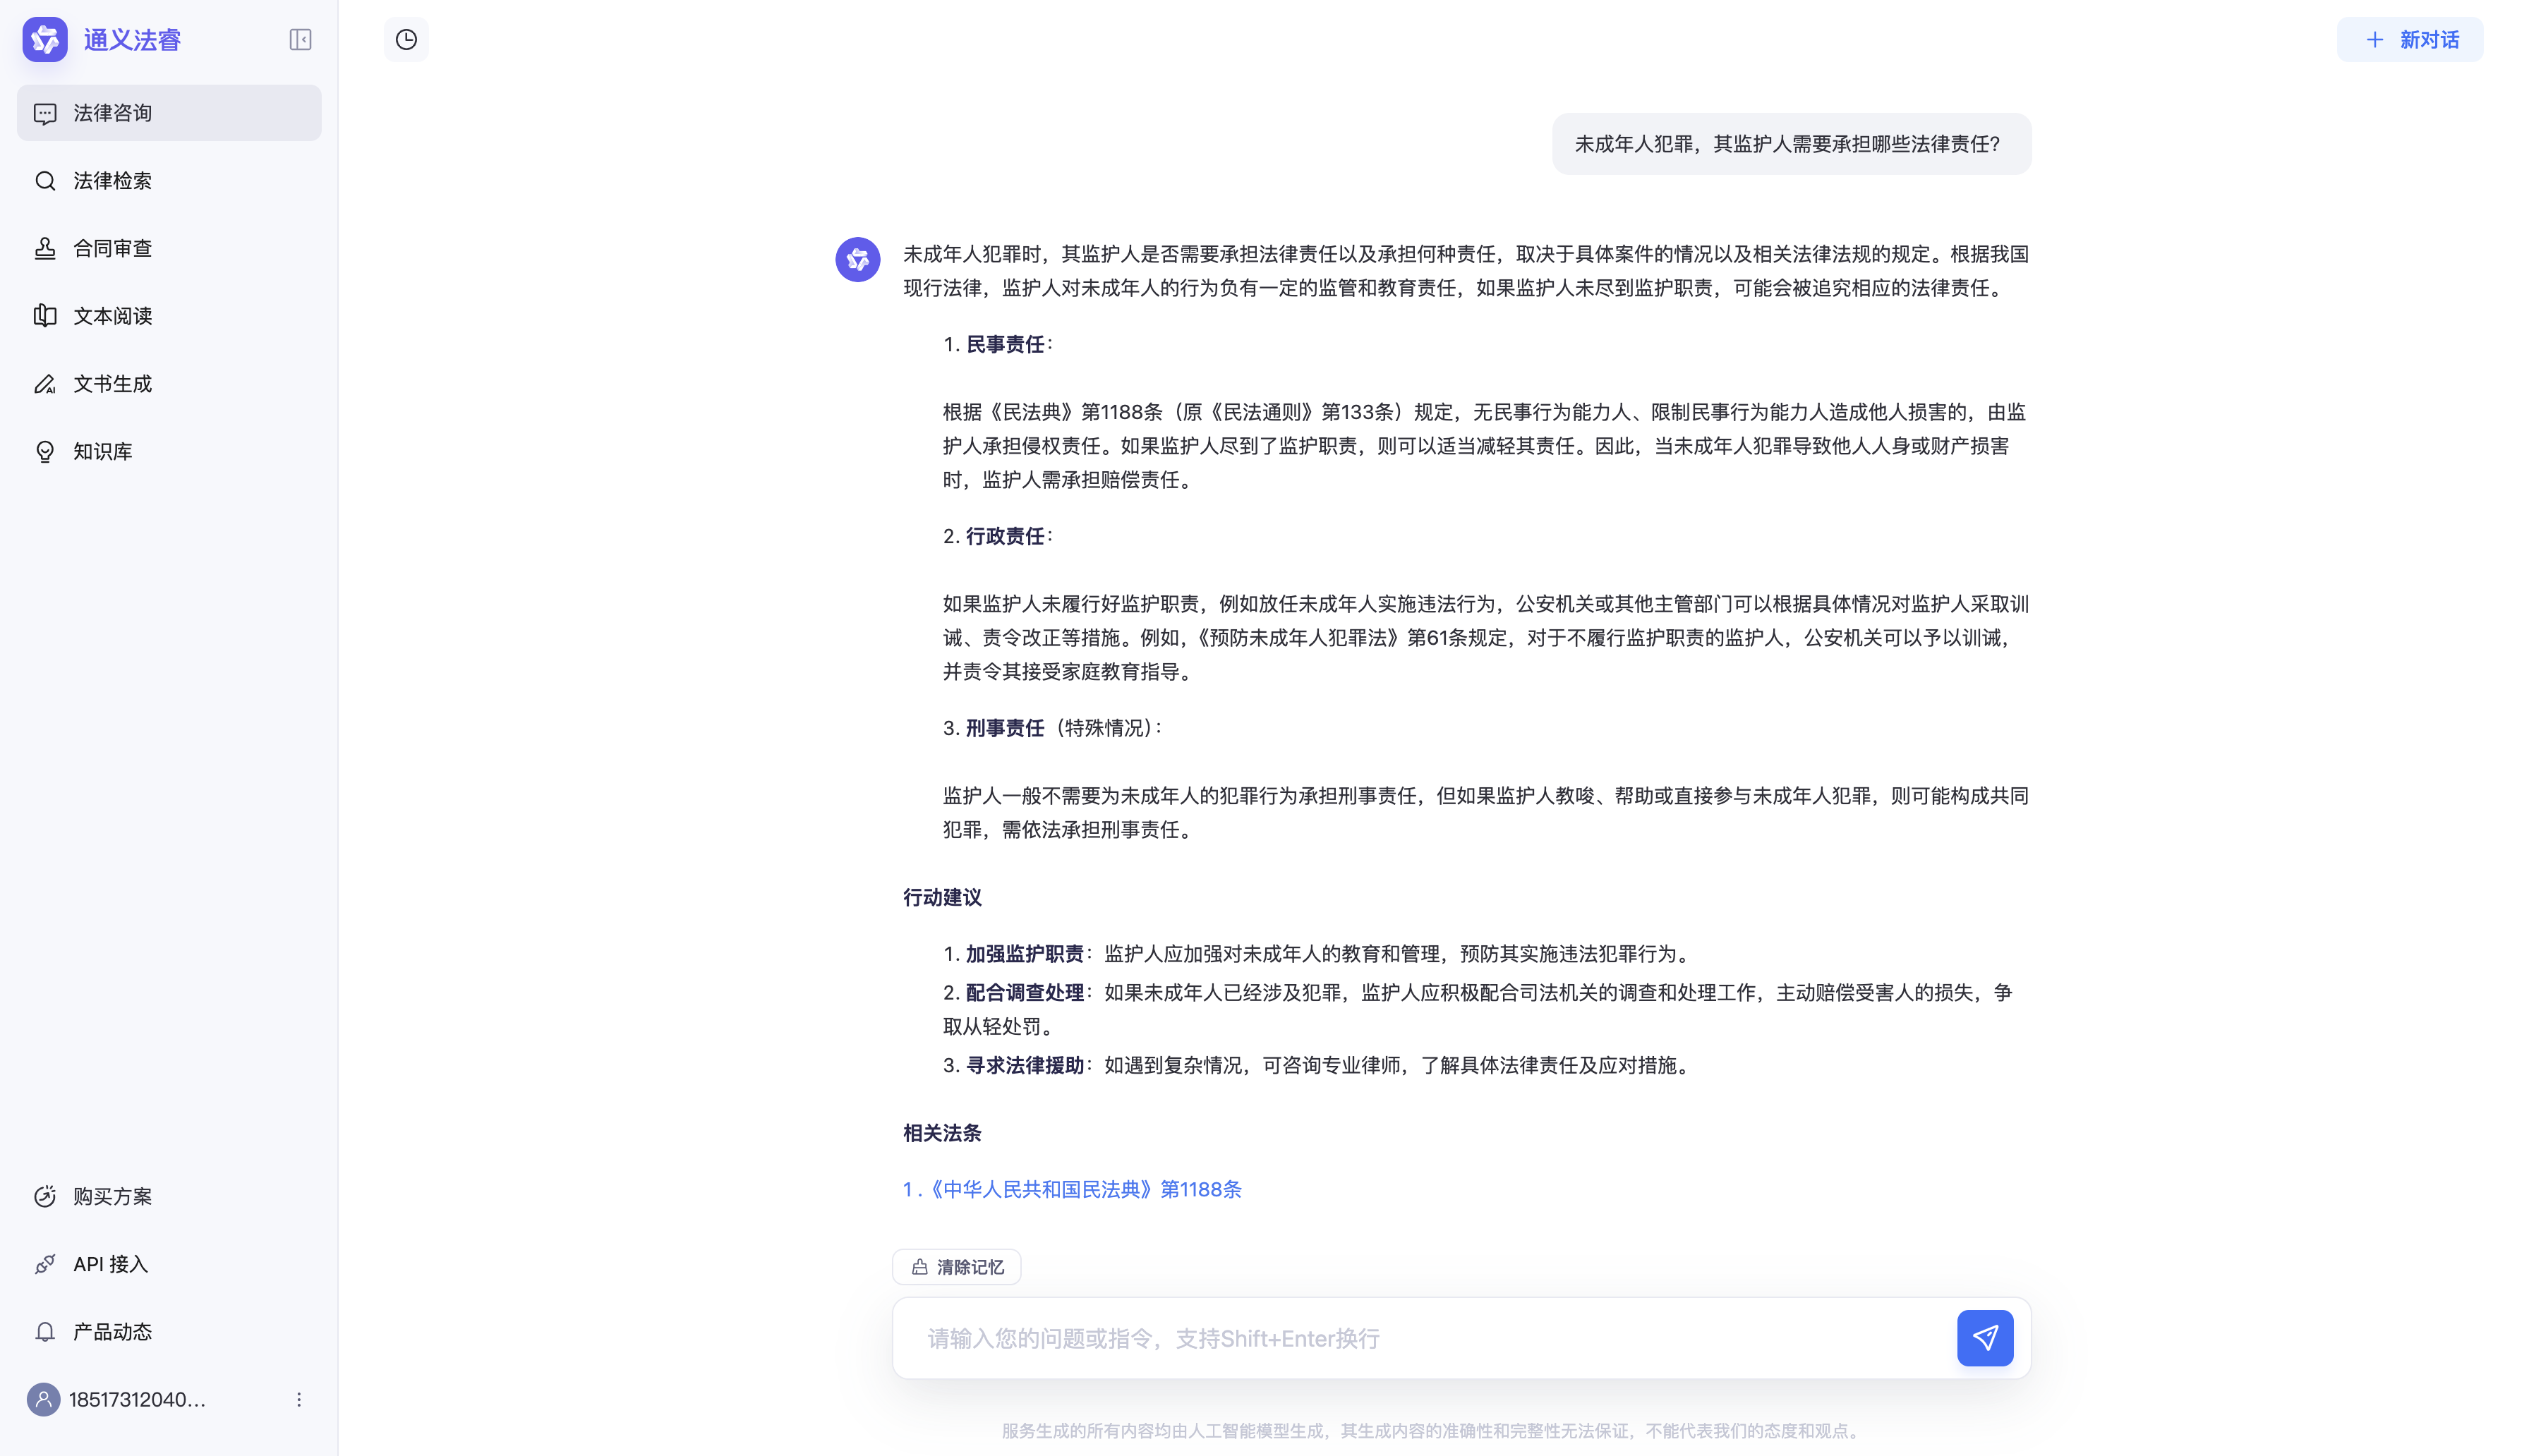 通义法睿
法律咨询
法律检索
合同审查
文本阅读
文书生成
知识库
购买方案
API 接入
产品动态
18517312040...
新对话
未成年人犯罪，其监护人需要承担哪些法律责任?
未成年人犯罪时，其监护人是否需要承担法律责任以及承担何种责任，取决于具体案件的情况以及相关法律法规的规定。根据我国
现行法律，监护人对未成年人的行为负有一定的监管和教育责任，如果监护人未尽到监护职责，可能会被追究相应的法律责任。
1. 民事责任：
根据《民法典》第1188条（原《民法通则》第133条）规定，无民事行为能力人、限制民事行为能力人造成他人损害的，由监
护人承担侵权责任。如果监护人尽到了监护职责，则可以适当减轻其责任。因此，当未成年人犯罪导致他人人身或财产损害
时，监护人需承担赔偿责任。
2. 行政责任：
如果监护人未履行好监护职责，例如放任未成年人实施违法行为，公安机关或其他主管部门可以根据具体情况对监护人采取训
诫、责令改正等措施。例如，《预防未成年人犯罪法》第61条规定，对于不履行监护职责的监护人，公安机关可以予以训诫，
并责令其接受家庭教育指导。
3. 刑事责任（特殊情况）：
监护人一般不需要为未成年人的犯罪行为承担刑事责任，但如果监护人教唆、帮助或直接参与未成年人犯罪，则可能构成共同
犯罪，需依法承担刑事责任。
行动建议
1. 加强监护职责：监护人应加强对未成年人的教育和管理，预防其实施违法犯罪行为。
2. 配合调查处理：如果未成年人已经涉及犯罪，监护人应积极配合司法机关的调查和处理工作，主动赔偿受害人的损失，争
取从轻处罚。
3. 寻求法律援助：如遇到复杂情况，可咨询专业律师，了解具体法律责任及应对措施。
相关法条
1.《中华人民共和国民法典》第1188条
清除记忆
请输入您的问题或指令，支持Shift+Enter换行
服务生成的所有内容均由人工智能模型生成，其生成内容的准确性和完整性无法保证，不能代表我们的态度和观点。